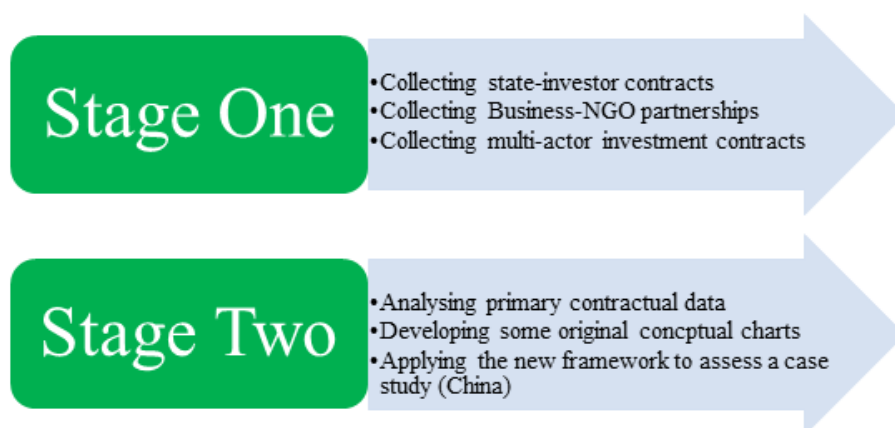 Stage One
•Collecting state-investor contracts
•Collecting Business-NGO partnerships
•Collecting multi-actor investment contracts
Stage Two
•Analysing primary contractual data
•Developing some original concptual charts
•Applying the new framework to assess a case
study (China)